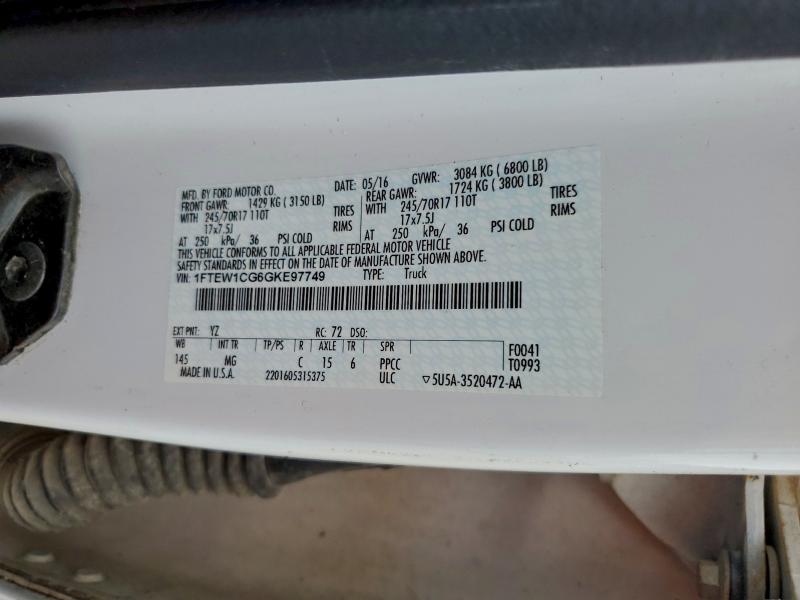 MFD. BY FORD MOTOR CO.
DATE: 05/16 GVWR: 3084 KG ( 6800 LB)
FRONT GAWR: 1429 KG ( 3150 LB)
REAR GAWR: 1724 KG ( 3800 LB)
WITH 245/70R17 110T TIRES
WITH 245/70R17 110T TIRES
17x7.5J RIMS
17x7.5J RIMS
AT 250 kPa/ 36 PSI COLD
AT 250 kPa/ 36 PSI COLD
THIS VEHICLE CONFORMS TO ALL APPLICABLE FEDERAL MOTOR VEHICLE
SAFETY STANDARDS IN EFFECT ON THE DATE OF MANUFACTURE SHOWN ABOVE.
VIN: 1FTEW1CG6GKE97749 TYPE: Truck
EXT PNT: YZ RC: 72 DSO:
WB INT TR TP/PS R AXLE TR SPR F0041
145 MG C 15 6 PPCC T0993
MADE IN U.S.A. 2201605315375 ULC ▽5U5A-3520472-AA